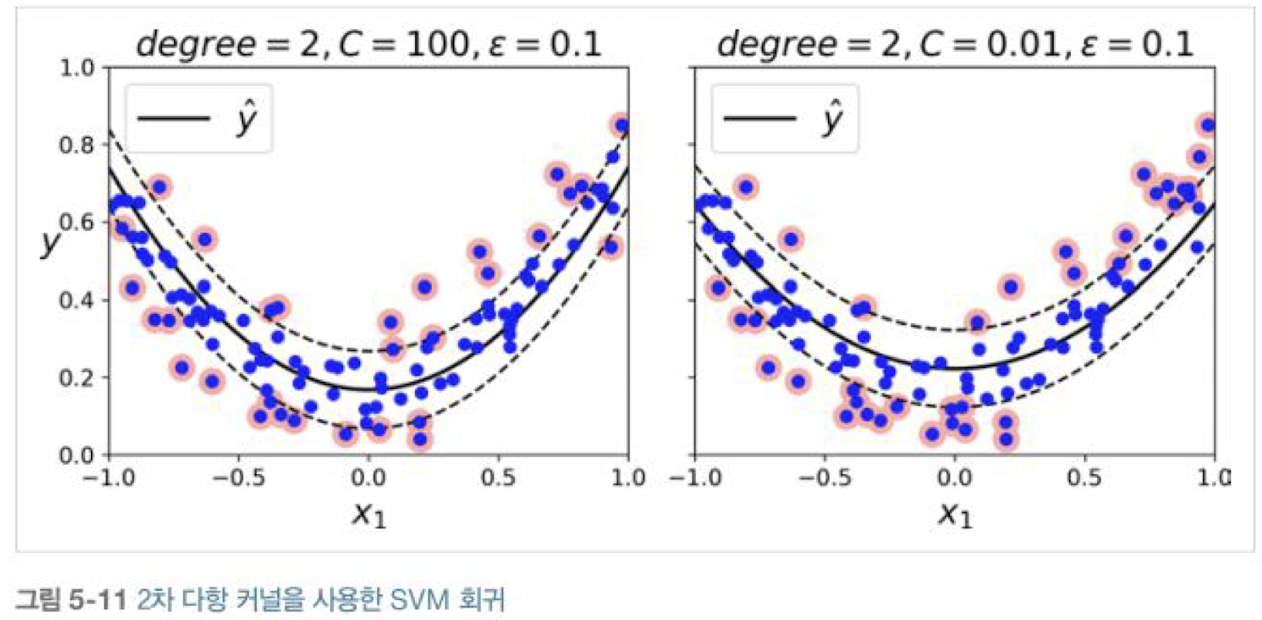 degree = 2, C = 100, ε = 0.1
ŷ
1.0
0.8
0.6
0.4
0.2
0.0
y
−1.0 −0.5 0.0 0.5 1.0
x₁
degree = 2, C = 0.01, ε = 0.1
ŷ
−1.0 −0.5 0.0 0.5 1.0
x₁
그림 5-11 2차 다항 커널을 사용한 SVM 회귀